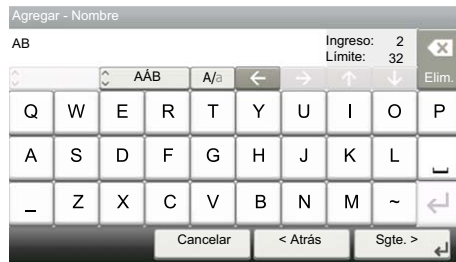 Agregar - Nombre
AB Ingreso: 2
Límite: 32
AÁB A/a Elim.
Q W E R T Y U I O P
A S D F G H J K L
_ Z X C V B N M ~
Cancelar < Atrás Sgte. >